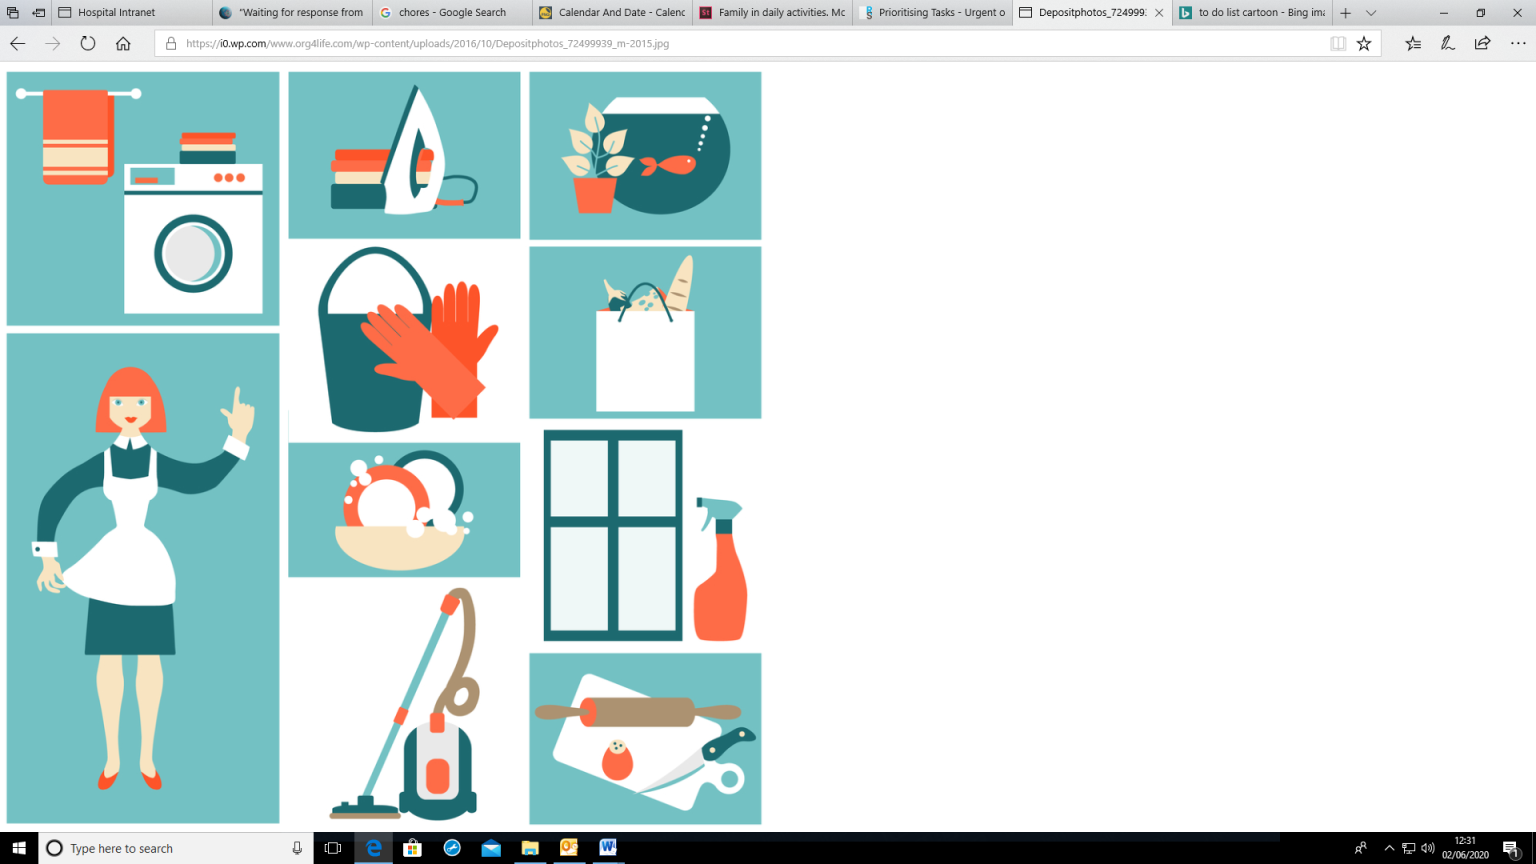 Hospital Intranet
"Waiting for response from
chores - Google Search
Calendar And Date - Calenc
Family in daily activities. Mc
Prioritising Tasks - Urgent o
Depositphotos_72499
to do list cartoon - Bing ima
https://i0.wp.com/www.org4life.com/wp-content/uploads/2016/10/Depositphotos_72499939_m-2015.jpg
Type here to search
12:31
02/06/2020
1